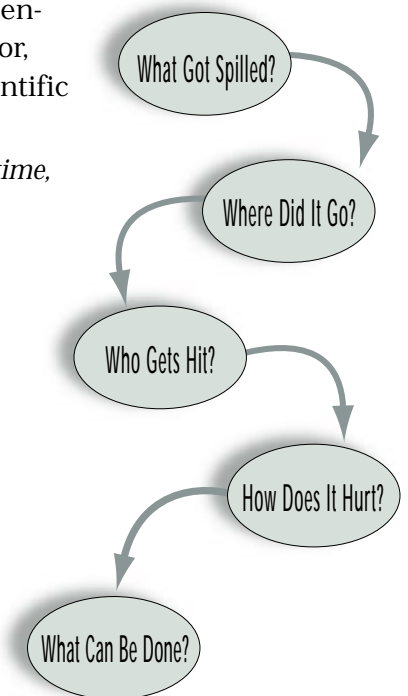 en-
or,
ntific
time,
What Got Spilled?
Where Did It Go?
Who Gets Hit?
How Does It Hurt?
What Can Be Done?